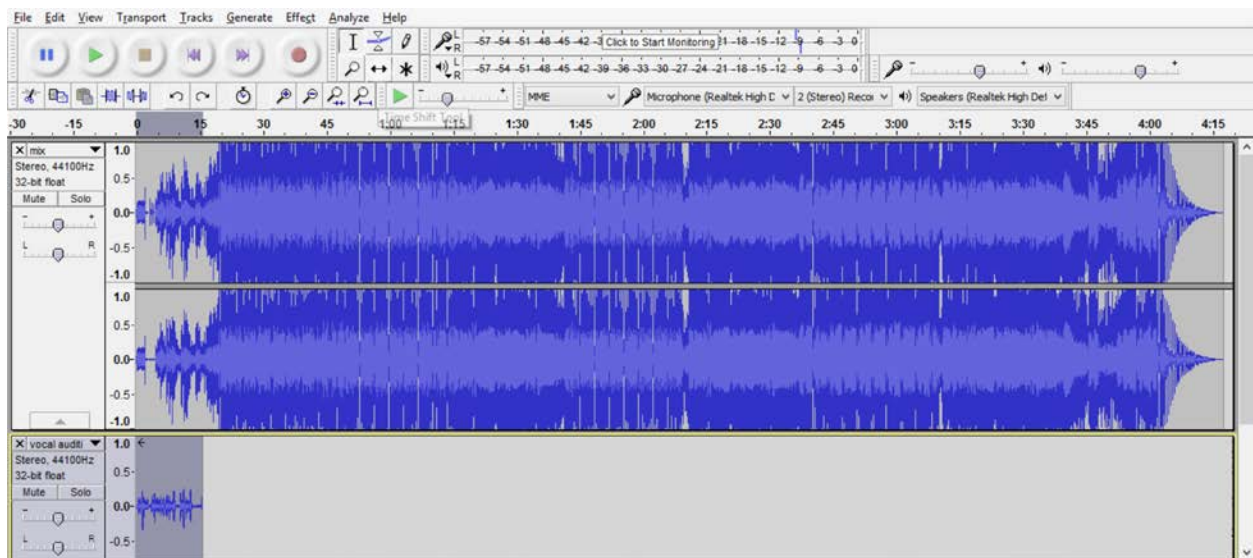 File Edit View Transport Tracks Generate Effect Analyze Help
L
R
-57 -54 -51 -48 -45 -42 -3 Click to Start Monitoring 21 -18 -15 -12 -9 -6 -3 0
L
R
-57 -54 -51 -48 -45 -42 -39 -36 -33 -30 -27 -24 -21 -18 -15 -12 -9 -6 -3 0
MME Microphone (Realtek High 2 (Stereo) Recor Speakers (Realtek High Def
-30 -15 0 15 30 45 1:00 1:15 1:30 1:45 2:00 2:15 2:30 2:45 3:00 3:15 3:30 3:45 4:00 4:15
Time Shift Tool
X mix 1.0
Stereo, 44100Hz
32-bit float 0.5
Mute Solo
- + 0.0
L R -0.5
-1.0
1.0
0.5
0.0
-0.5
-1.0
X vocal auditi 1.0
Stereo, 44100Hz
32-bit float 0.5
Mute Solo
- + 0.0
L R -0.5